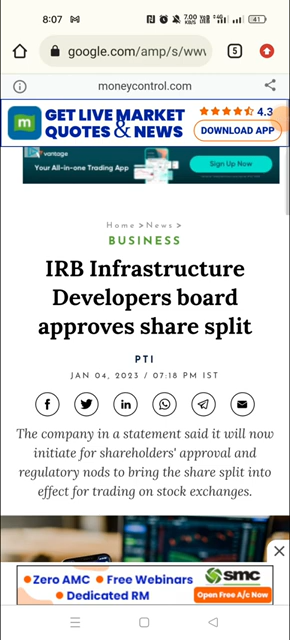 8:07
7.00 KB/S
41
google.com/amp/s/www
5
moneycontrol.com
m
GET LIVE MARKET
QUOTES & NEWS
4.3
DOWNLOAD APP
vantage
Your All-in-one Trading App
Sign Up Now
Home > News >
BUSINESS
IRB Infrastructure
Developers board
approves share split
PTI
JAN 04, 2023 / 07:18 PM IST
The company in a statement said it will now
initiate for shareholders' approval and
regulatory nods to bring the share split into
effect for trading on stock exchanges.
Zero AMC Free Webinars
Dedicated RM
smc
Open Free A/c Now